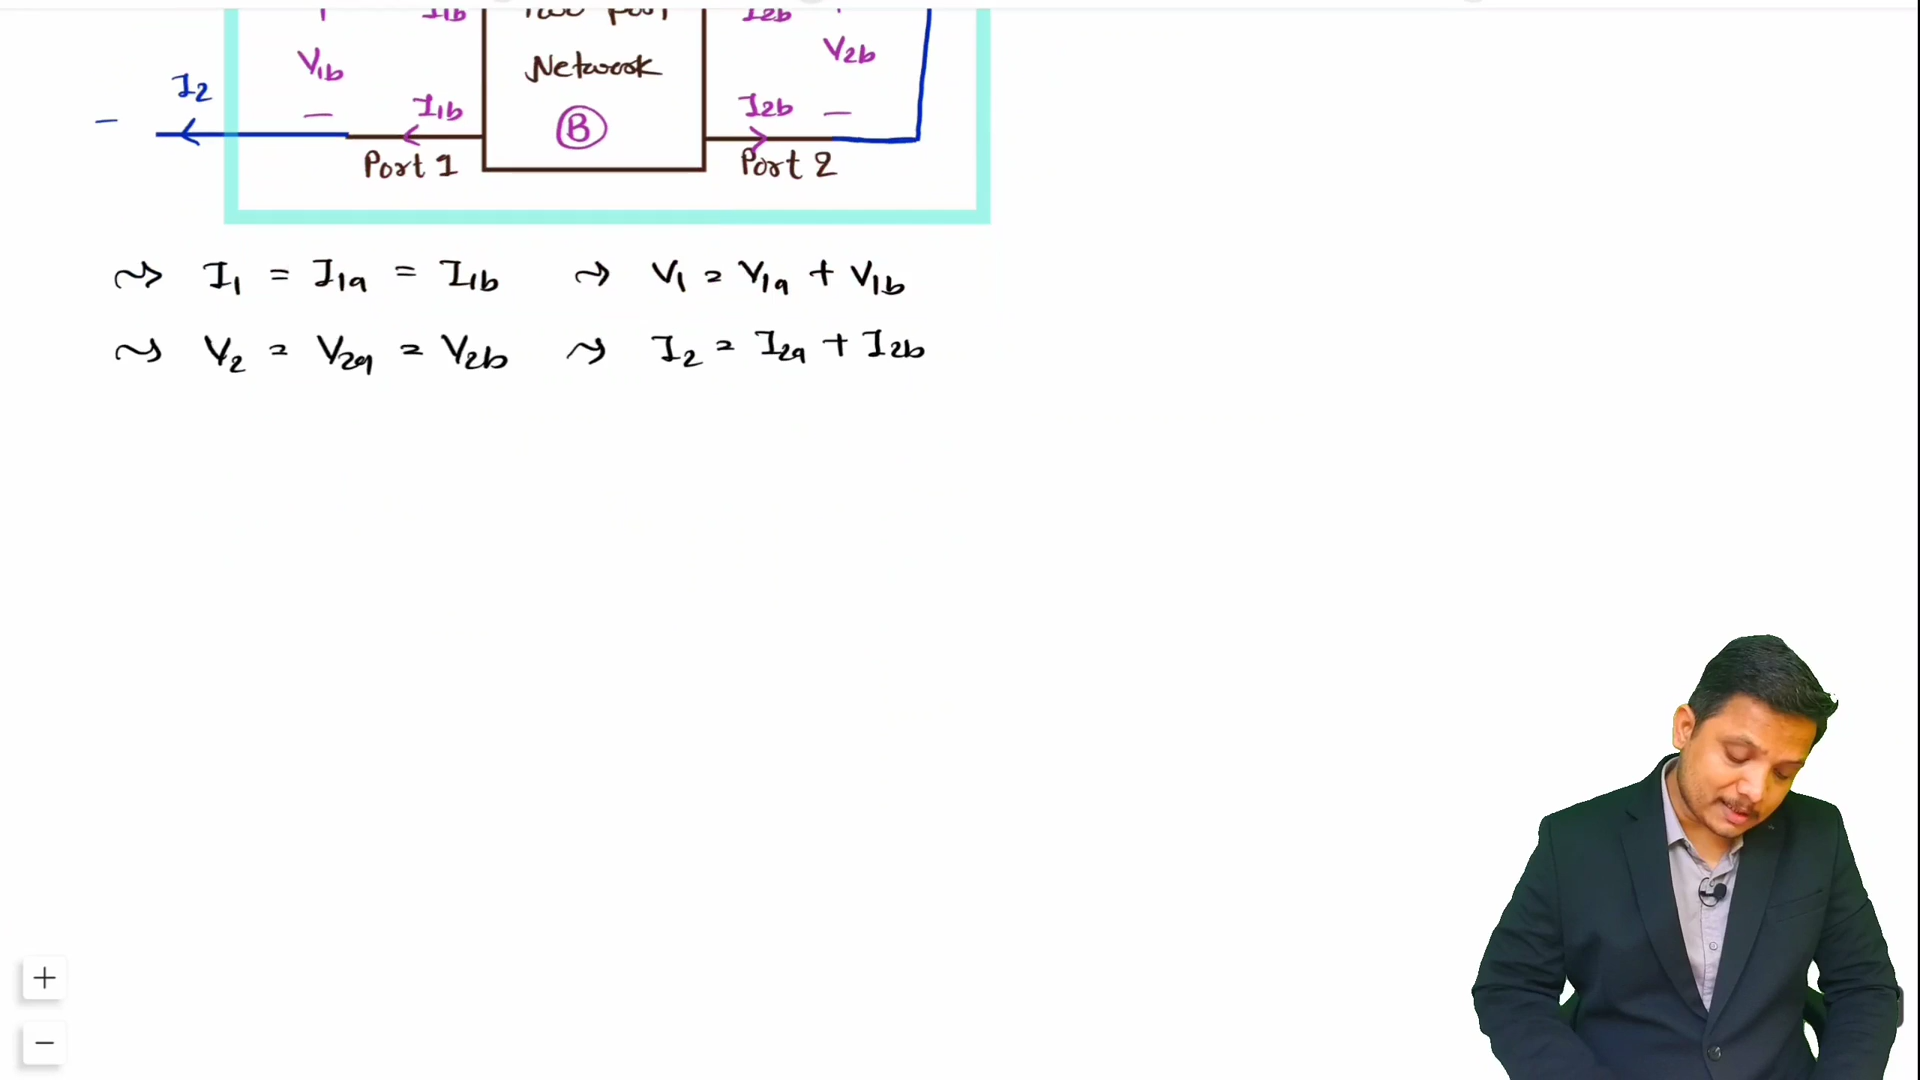 I1b
I2b
V1b
Network
V2b
I2
I1b
I2b
–
–
–
B
Port 1
Port 2
⇝ I1 = I1a = I1b ⇝ V1 = V1a + V1b
⇝ V2 = V2a = V2b ⇝ I2 = I2a + I2b
+
−